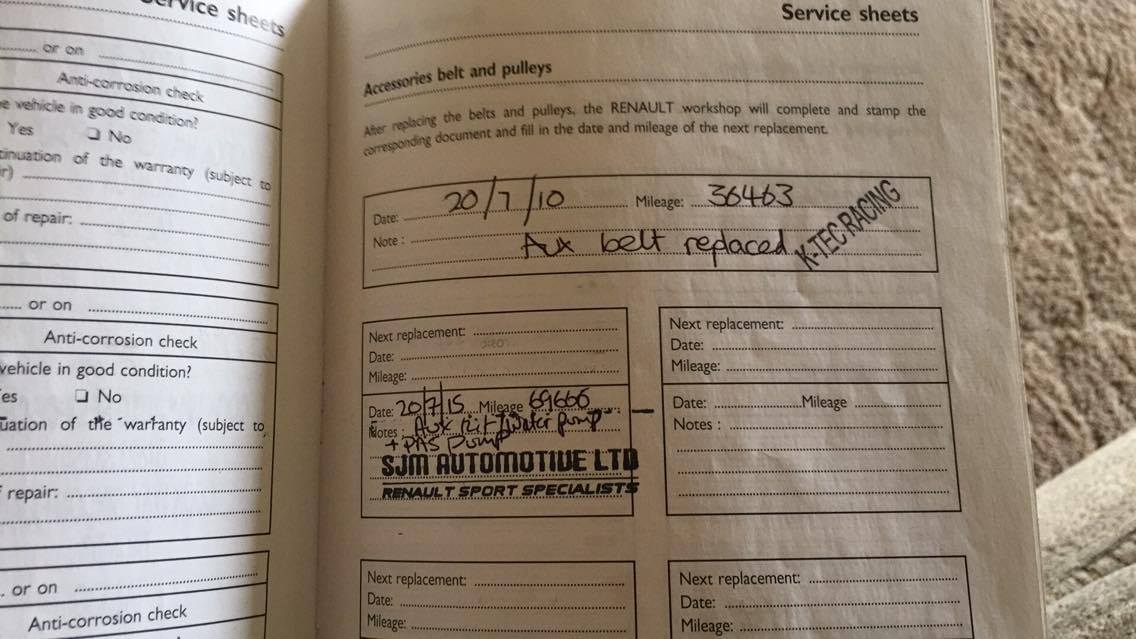 Service sheets
or on
Anti-corrosion check
e vehicle in good condition?
Yes ❑ No
tinuation of the warranty (subject to
ir)
of repair:
or on
Anti-corrosion check
vehicle in good condition?
es ❑ No
uation of the warranty (subject to
repair:
. or on
Anti-corrosion check
Service sheets
Accessories belt and pulleys
After replacing the belts and pulleys, the RENAULT workshop will complete and stamp the
corresponding document and fill in the date and mileage of the next replacement.
Date: 20/7/10 Mileage: 36463
Note : Aux belt replaced K-TEC RACING
Next replacement:
Date:
Mileage:
Date: 20/7/15 Mileage 69666
Notes : Aux Kit + Water pump
+ PAS Pump
SJM AUTOMOTIVE LTD
RENAULT SPORT SPECIALISTS
Next replacement:
Date:
Mileage:
Date: Mileage
Notes :
Next replacement:
Date:
Mileage:
Next replacement:
Date:
Mileage: